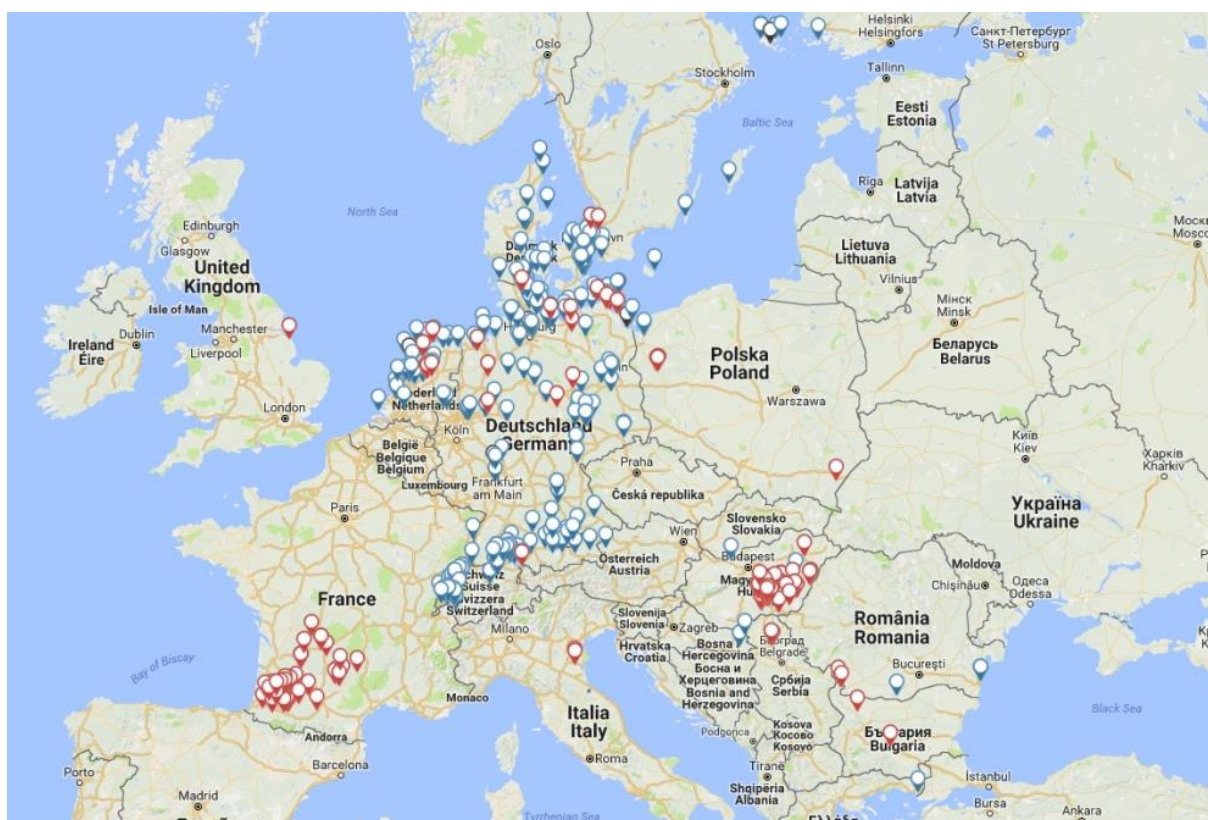 Oslo
Helsinki
Helsingfors
Санкт-Петербург
St Petersburg
Stockholm
Tallinn
Eesti
Estonia
Baltic Sea
Rīga
Latvija
Latvia
Москва
Moscow
North Sea
Edinburgh
Glasgow
United
Kingdom
Isle of Man
Lietuva
Lithuania
Vilnius
Мінск
Minsk
Беларусь
Belarus
Ireland
Éire
Dublin
Manchester
Liverpool
London
Polska
Poland
Warszawa
Netherlands
Deutschland
Germany
Köln
België
Belgique
Belgium
Luxembourg
Frankfurt
am Main
Praha
Česká republika
Київ
Kiev
Харків
Kharkiv
Україна
Ukraine
Paris
Slovensko
Slovakia
Wien
Budapest
Österreich
Austria
Moldova
Chișinău
Одеса
Odessa
France
Suisse
Svizzera
Switzerland
Milano
Slovenija
Slovenia
Zagreb
Hrvatska
Croatia
Bosna i
Hercegovina
Босна и
Херцеговина
Bosnia and
Herzegovina
Београд
Belgrade
Србија
Serbia
România
Romania
București
Bay of Biscay
Monaco
Italia
Italy
Roma
Podgorica
Kosova
Косово
Kosovo
България
Bulgaria
Black Sea
Andorra
Barcelona
Porto
Madrid
Tiranë
Shqipëria
Albania
İstanbul
Bursa
Ankara
Tyrrhenian Sea